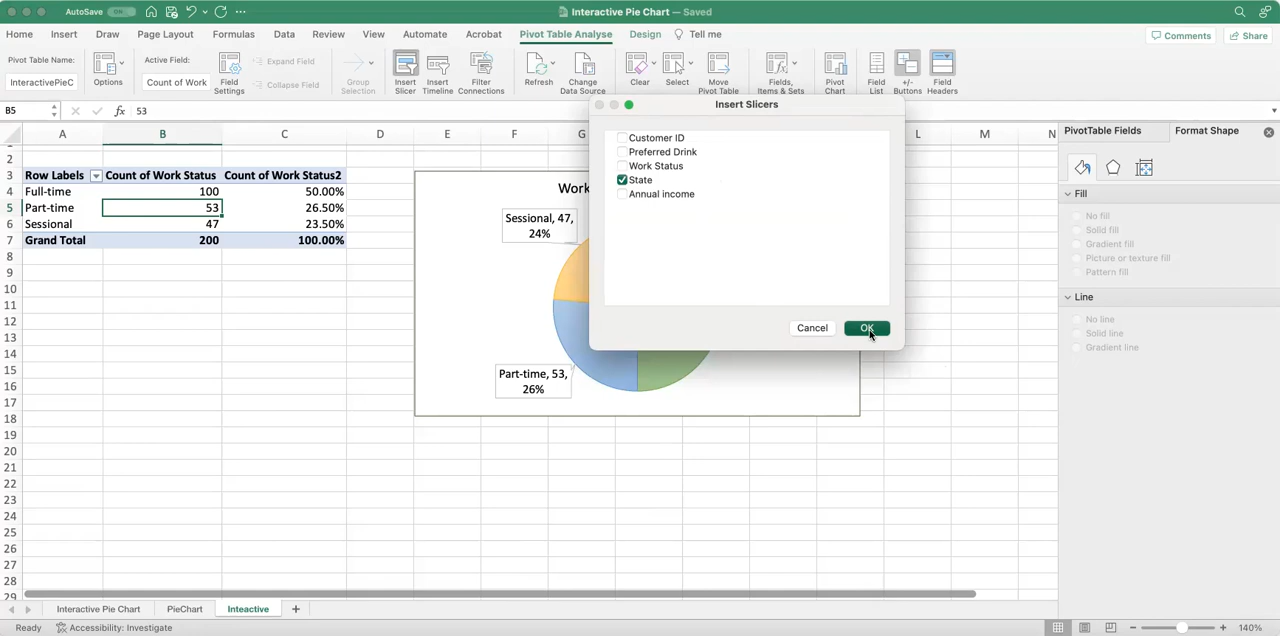 AutoSave ON
Interactive Pie Chart — Saved
Home Insert Draw Page Layout Formulas Data Review View Automate Acrobat Pivot Table Analyse Design Tell me
Comments Share
Pivot Table Name:
InteractivePieC
Options
Active Field:
Count of Work
Field
Settings
Expand Field
Collapse Field
Group
Selection
Insert
Slicer
Insert
Timeline
Filter
Connections
Refresh
Change
Data Source
Clear
Select
Move
Pivot Table
Fields,
Items & Sets
Pivot
Chart
Field
List
+/-
Buttons
Field
Headers
B5 fx 53
A B C D E F G L M N
Insert Slicers
Customer ID
Preferred Drink
Work Status
State
Annual income
Cancel OK
2
3 Row Labels Count of Work Status Count of Work Status2
4 Full-time 100 50.00%
5 Part-time 53 26.50%
6 Sessional 47 23.50%
7 Grand Total 200 100.00%
8
9
10
11
12
13
14
15
16
17
18
19
20
21
22
23
24
25
26
27
28
29
Work
Sessional, 47,
24%
Part-time, 53,
26%
PivotTable Fields Format Shape
Fill
No fill
Solid fill
Gradient fill
Picture or texture fill
Pattern fill
Line
No line
Solid line
Gradient line
Interactive Pie Chart PieChart Inteactive +
Ready Accessibility: Investigate
140%